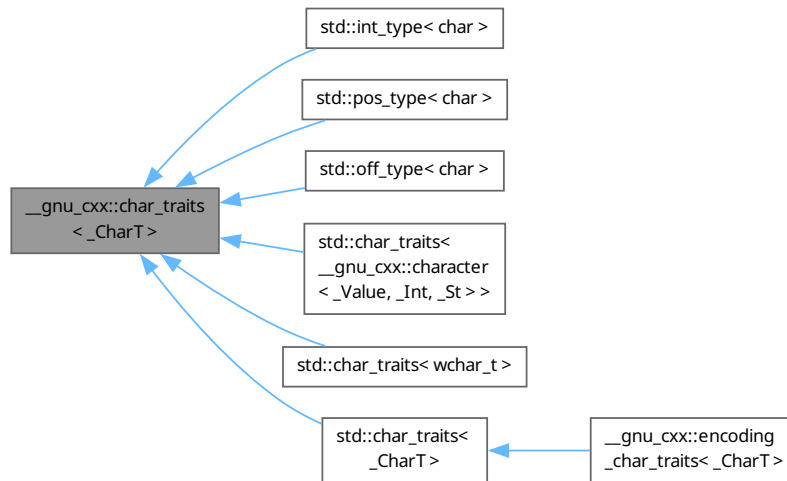 std::int_type< char >
std::pos_type< char >
std::off_type< char >
__gnu_cxx::char_traits
< _CharT >
std::char_traits<
__gnu_cxx::character
< _Value, _Int, _St > >
std::char_traits< wchar_t >
std::char_traits<
_CharT >
__gnu_cxx::encoding
_char_traits< _CharT >